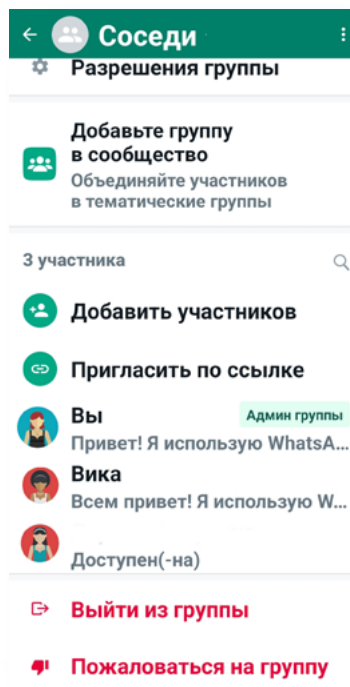 Соседи
Разрешения группы
Добавьте группу
в сообщество
Объединяйте участников
в тематические группы
3 участника
Добавить участников
Пригласить по ссылке
Вы
Админ группы
Привет! Я использую WhatsA...
Вика
Всем привет! Я использую W...
Доступен(-на)
Выйти из группы
Пожаловаться на группу